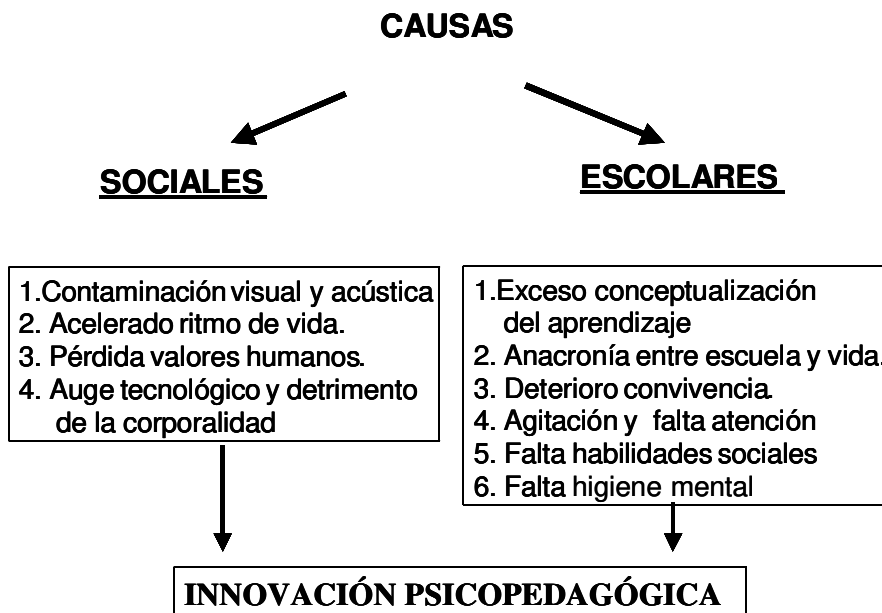 CAUSAS
SOCIALES
ESCOLARES
1.Contaminación visual y acústica
2. Acelerado ritmo de vida.
3. Pérdida valores humanos.
4. Auge tecnológico y detrimento
de la corporalidad
1.Exceso conceptualización
del aprendizaje
2. Anacronía entre escuela y vida.
3. Deterioro convivencia.
4. Agitación y falta atención
5. Falta habilidades sociales
6. Falta higiene mental
INNOVACIÓN PSICOPEDAGÓGICA